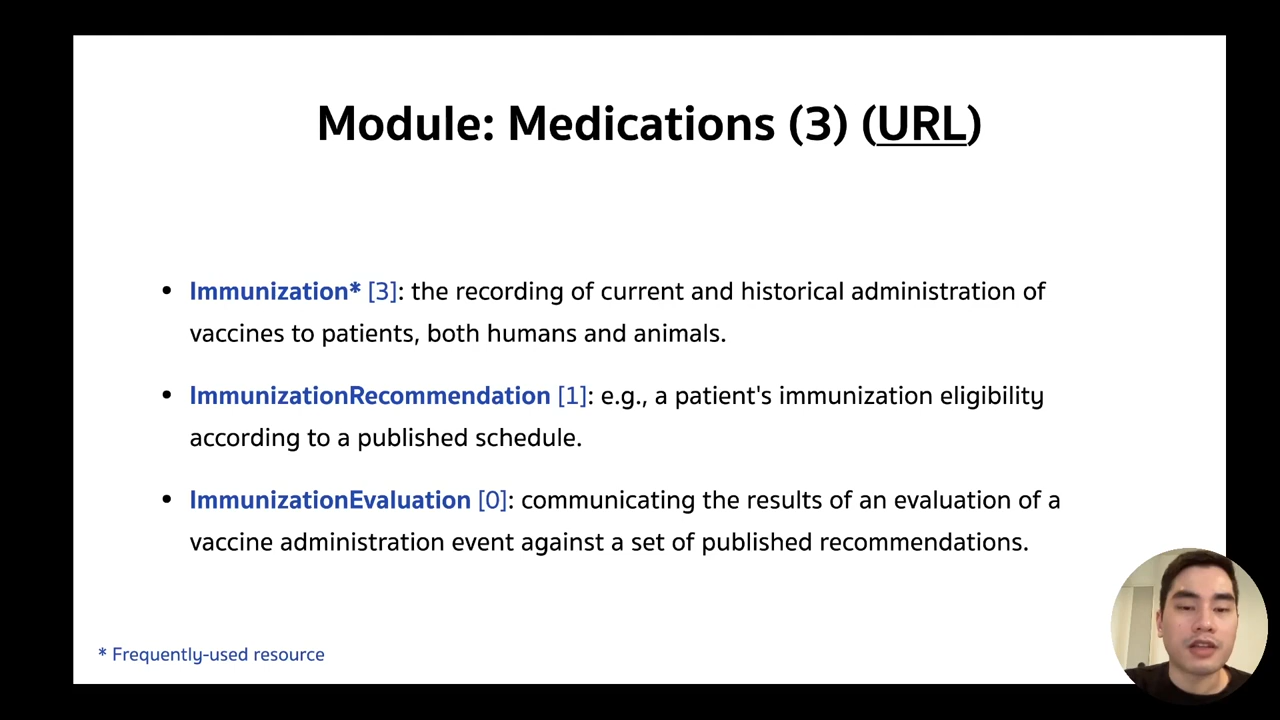 Module: Medications (3) (URL)
• Immunization* [3]: the recording of current and historical administration of
vaccines to patients, both humans and animals.
• ImmunizationRecommendation [1]: e.g., a patient's immunization eligibility
according to a published schedule.
• ImmunizationEvaluation [0]: communicating the results of an evaluation of a
vaccine administration event against a set of published recommendations.
* Frequently-used resource